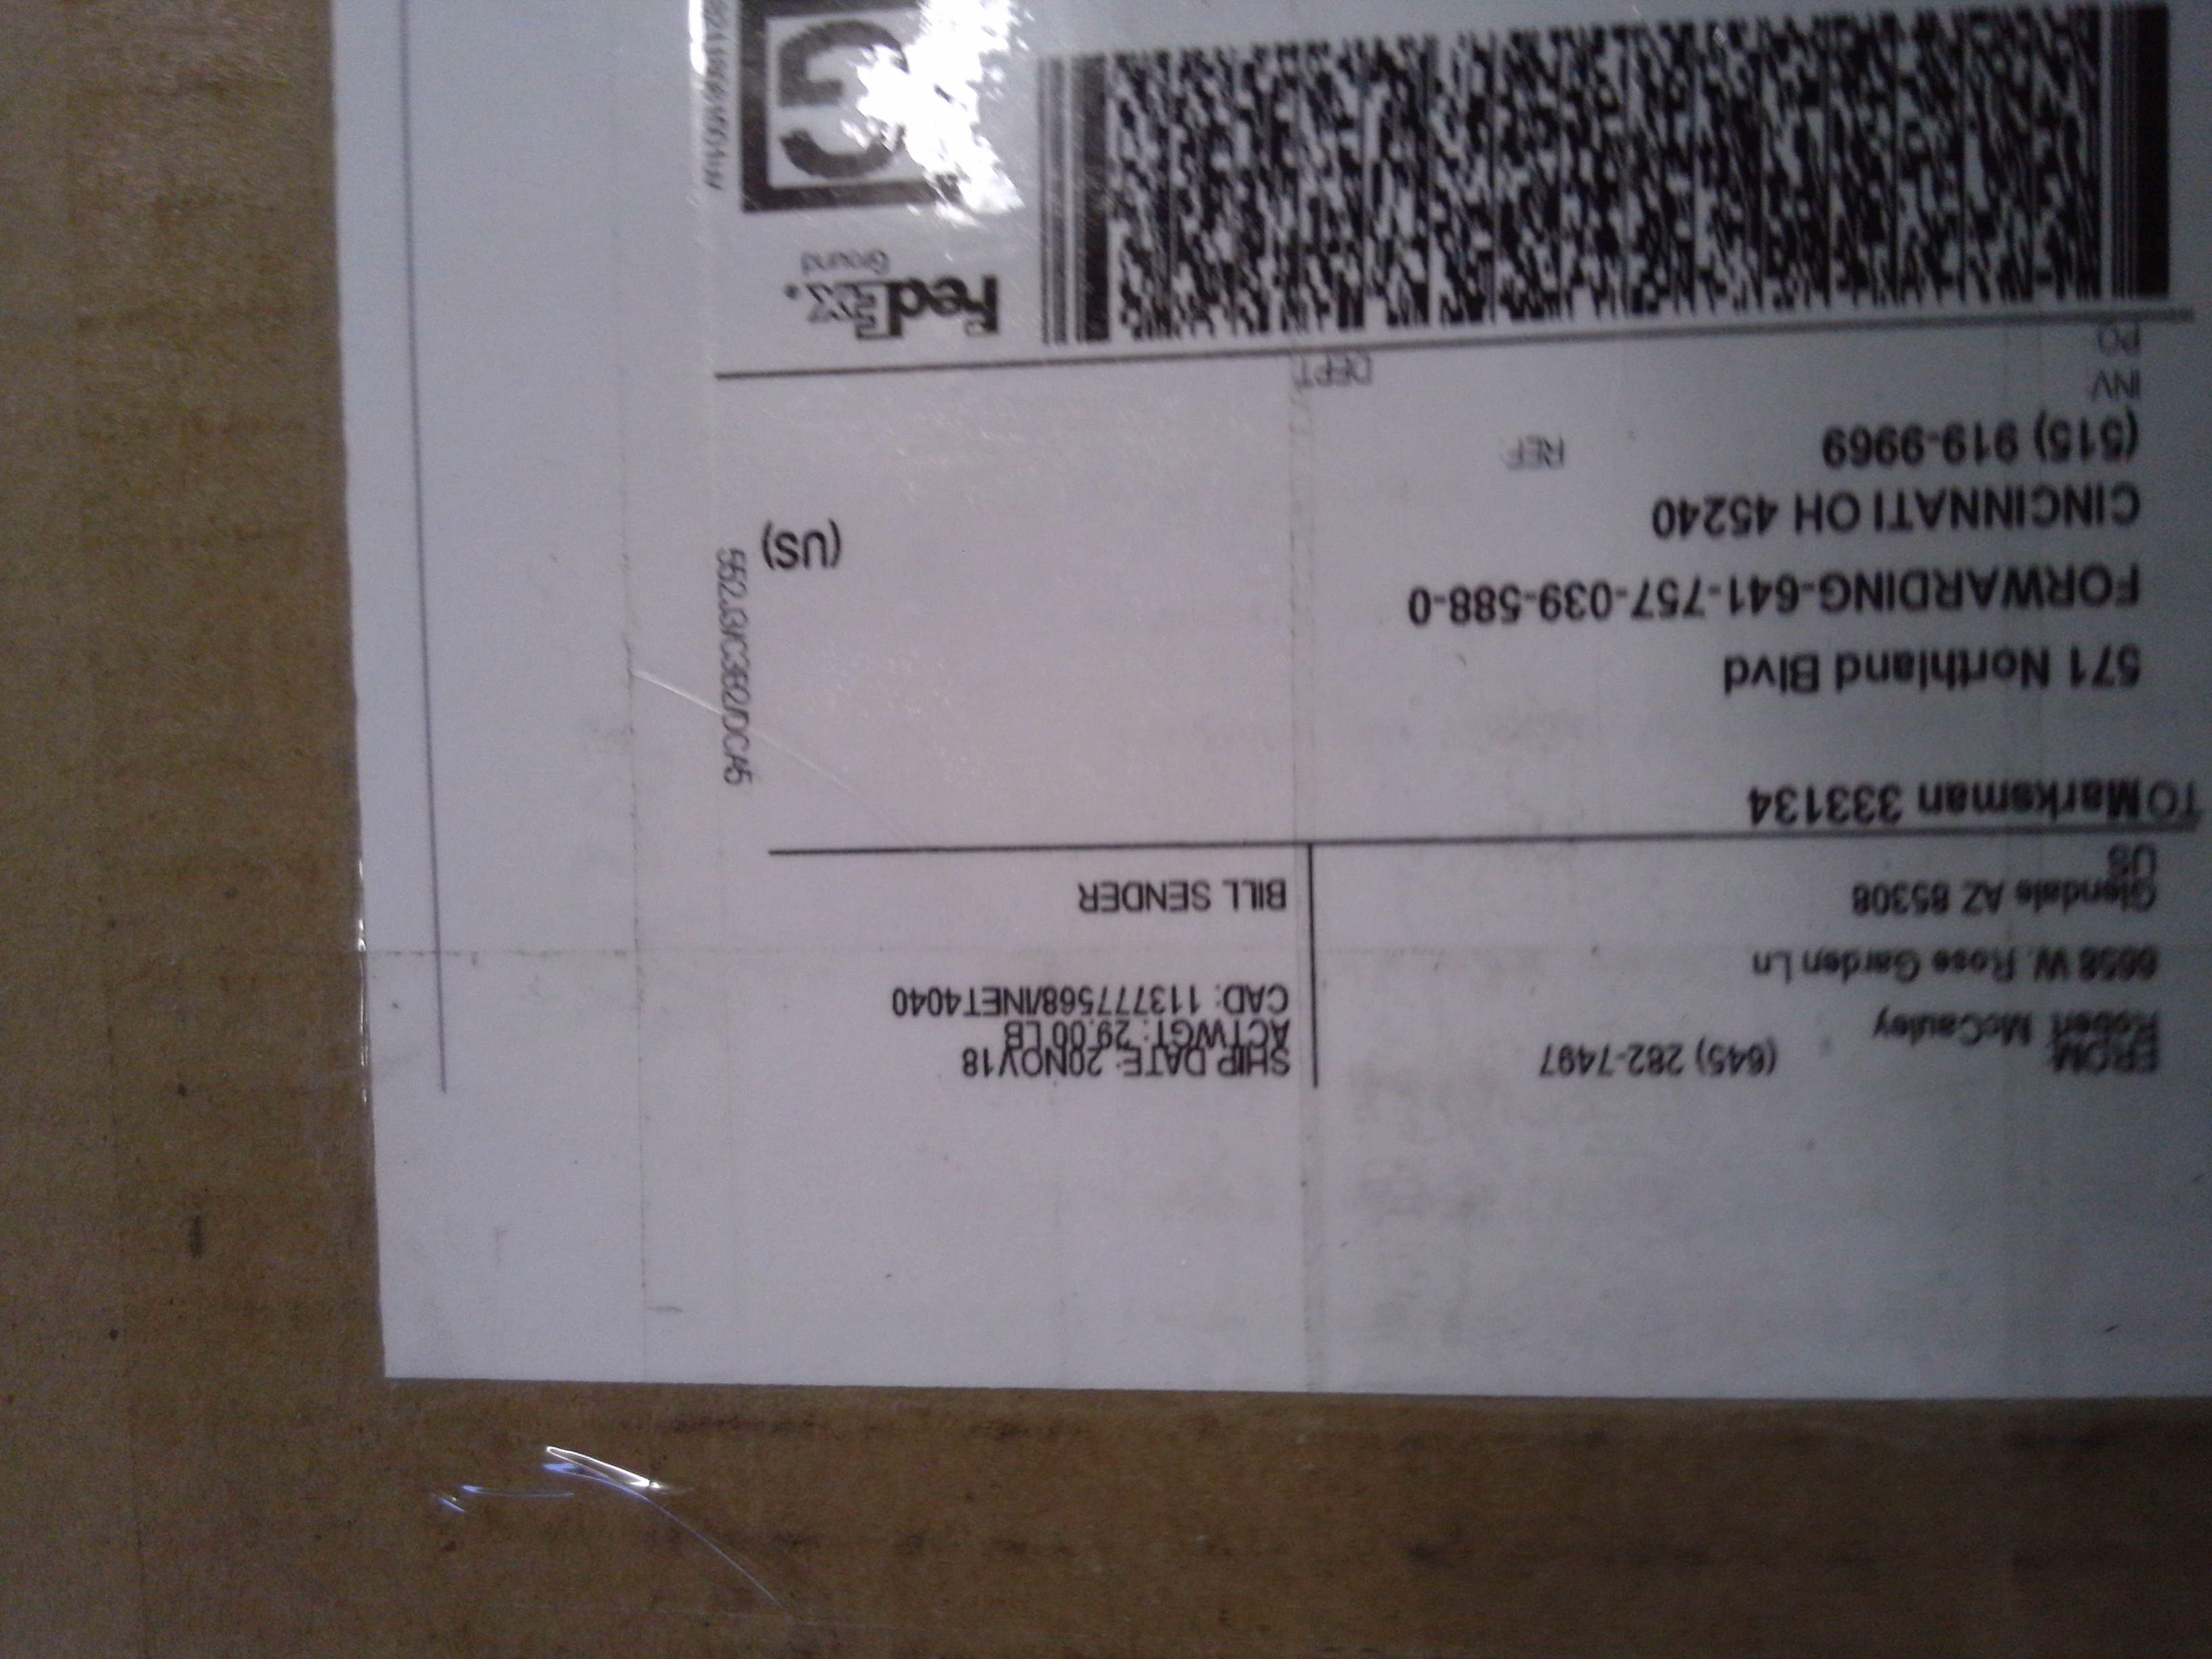 FROM (645) 282-7497
Robert McCauley
6658 W. Rose Garden Ln
Glendale AZ 85308
US
SHIP DATE: 20NOV18
ACTWGT: 29.00 LB
CAD: 113777568/INET4040
BILL SENDER
TO Marksman 333134
571 Northland Blvd
FORWARDING-641-757-039-588-0
CINCINNATI OH 45240
(US)
(515) 919-9969
REF:
INV
PO
DEPT:
552J3/C3B2/DCA5
FedEx.
Ground
G